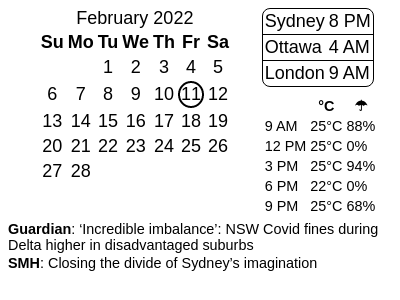 February 2022
Su Mo Tu We Th Fr Sa
1 2 3 4 5
6 7 8 9 10 11 12
13 14 15 16 17 18 19
20 21 22 23 24 25 26
27 28
Sydney 8 PM
Ottawa 4 AM
London 9 AM
°C ☂
9 AM 25°C 88%
12 PM 25°C 0%
3 PM 25°C 94%
6 PM 22°C 0%
9 PM 25°C 68%
Guardian: ‘Incredible imbalance’: NSW Covid fines during
Delta higher in disadvantaged suburbs
SMH: Closing the divide of Sydney’s imagination